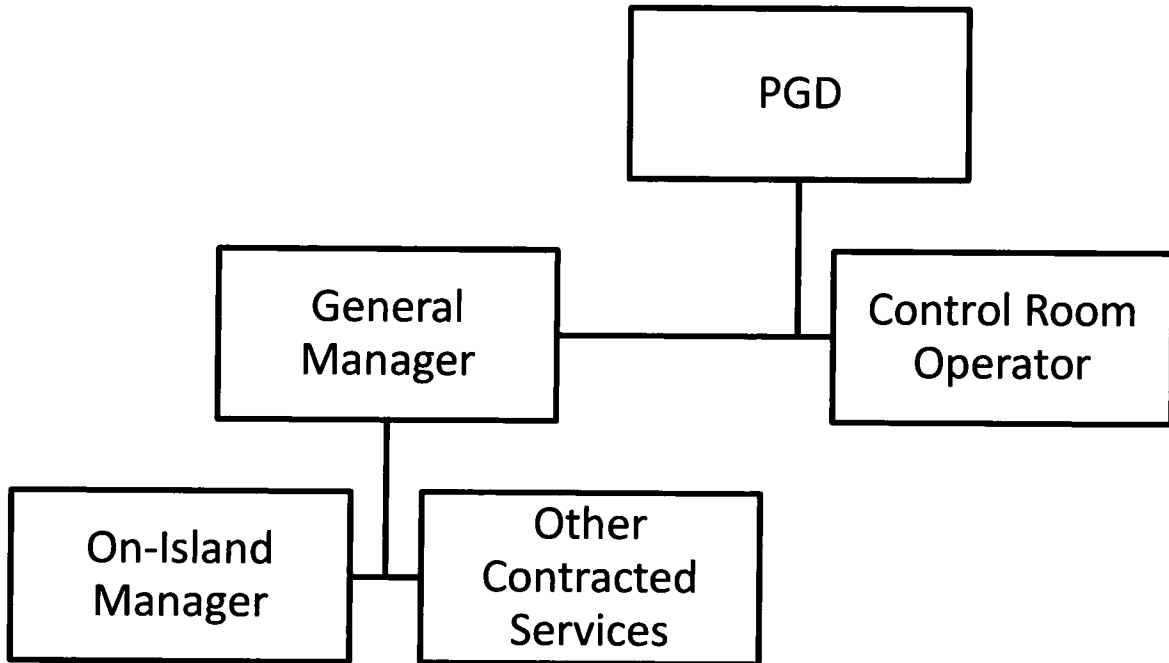 PGD
General
Manager
Control Room
Operator
On-Island
Manager
Other
Contracted
Services